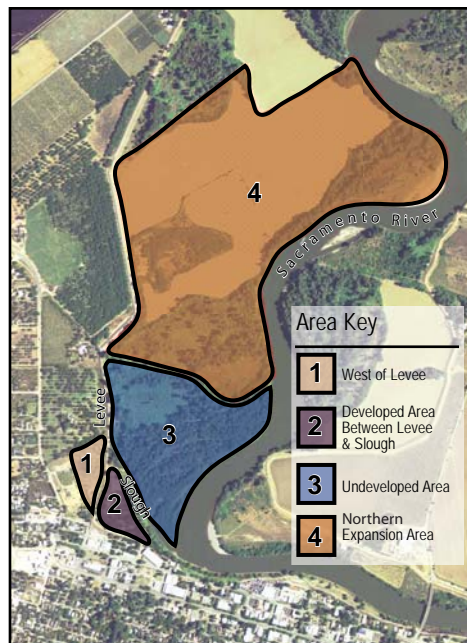 4
Sacramento River
Area Key
1 West of Levee
2 Developed Area
Between Levee
& Slough
3 Undeveloped Area
4 Northern
Expansion Area
Levee
3
1
2
Slough